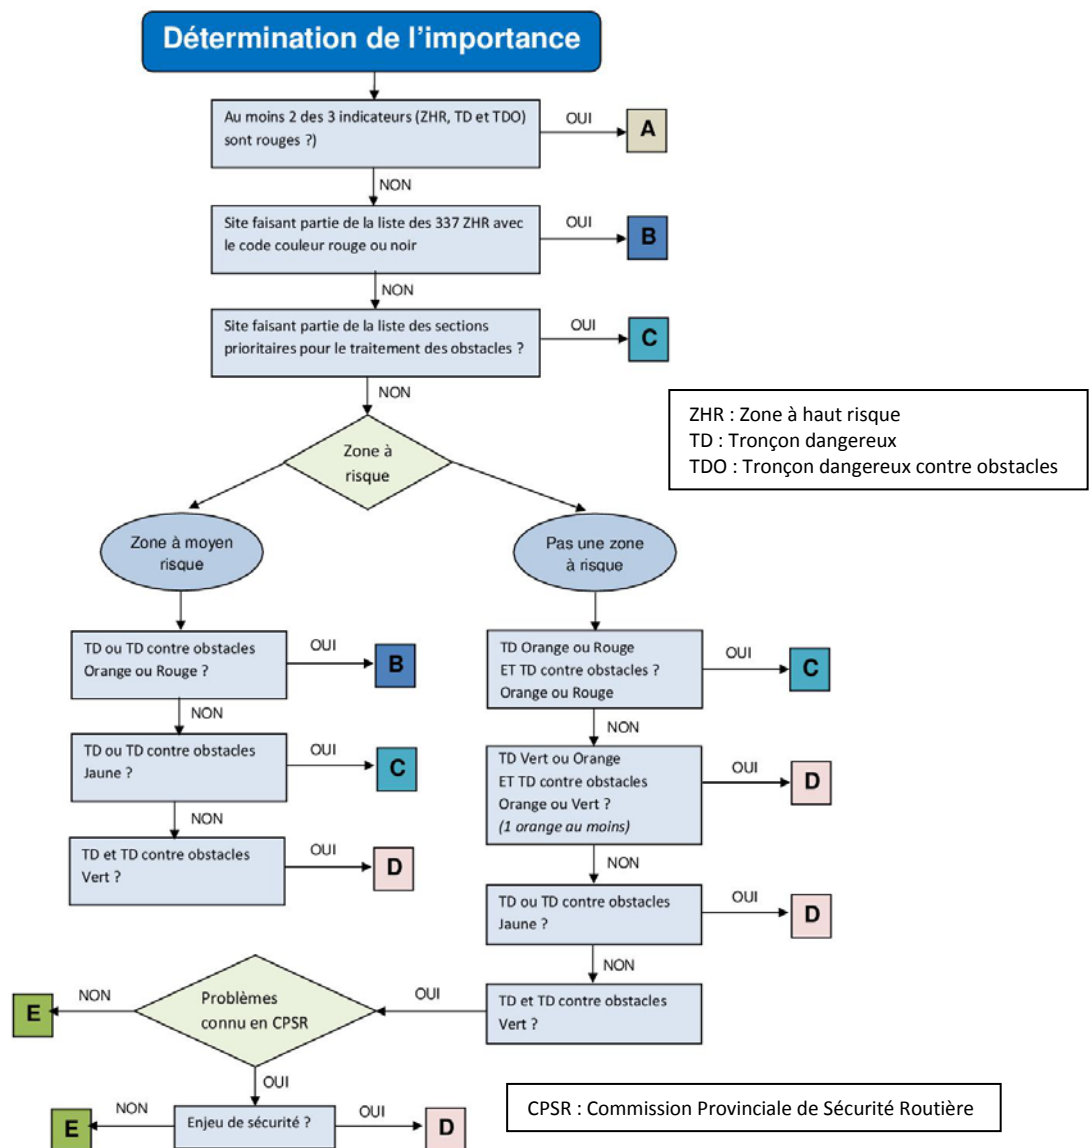 Détermination de l'importance
Au moins 2 des 3 indicateurs (ZHR, TD et TDO)
sont rouges ?)
OUI
A
NON
Site faisant partie de la liste des 337 ZHR avec
le code couleur rouge ou noir
OUI
B
NON
Site faisant partie de la liste des sections
prioritaires pour le traitement des obstacles ?
OUI
C
NON
ZHR : Zone à haut risque
TD : Tronçon dangereux
TDO : Tronçon dangereux contre obstacles
Zone à
risque
Zone à moyen
risque
Pas une zone
à risque
TD ou TD contre obstacles
Orange ou Rouge ?
OUI
B
NON
TD ou TD contre obstacles
Jaune ?
OUI
C
NON
TD et TD contre obstacles
Vert ?
OUI
D
TD Orange ou Rouge
ET TD contre obstacles ?
Orange ou Rouge
OUI
C
NON
TD Vert ou Orange
ET TD contre obstacles
Orange ou Vert ?
(1 orange au moins)
OUI
D
NON
TD ou TD contre obstacles
Jaune ?
OUI
D
NON
TD et TD contre obstacles
Vert ?
OUI
Problèmes
connu en CPSR
NON
E
OUI
Enjeu de sécurité ?
NON
E
OUI
D
CPSR : Commission Provinciale de Sécurité Routière